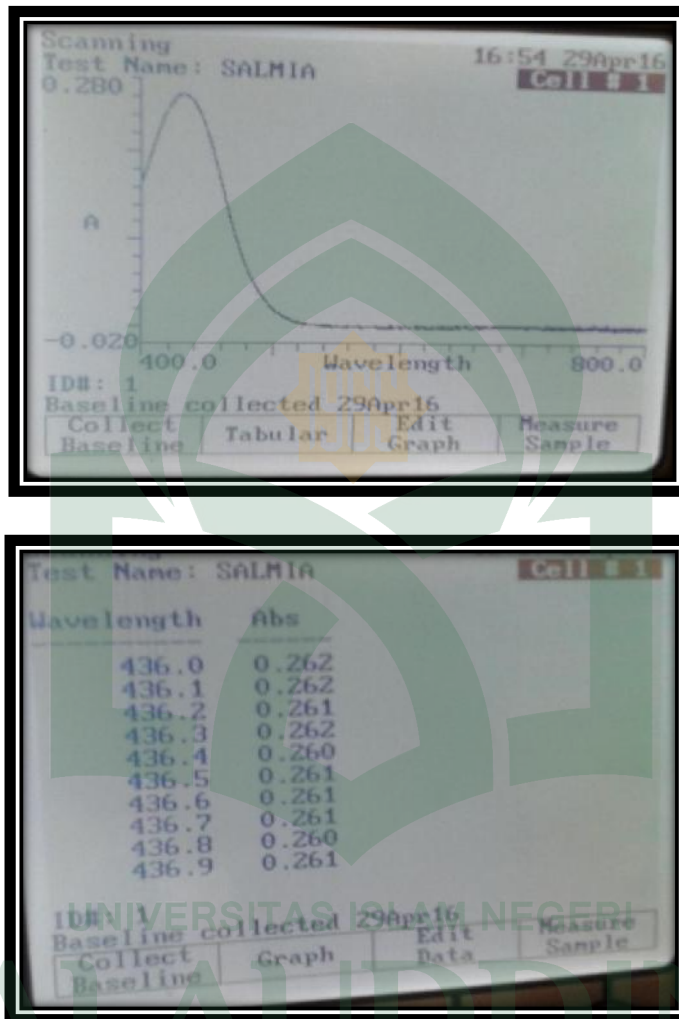 Scanning
16:54 29Apr16
Test Name: SALMIA
Cell # 1
0.280
A
-0.020
400.0 Wavelength 800.0
ID#: 1
Baseline collected 29Apr16
Collect Baseline
Tabular
Edit Graph
Measure Sample
Scanning
Test Name: SALMIA
Cell # 1
Wavelength Abs
436.0 0.262
436.1 0.262
436.2 0.261
436.3 0.262
436.4 0.260
436.5 0.261
436.6 0.261
436.7 0.261
436.8 0.260
436.9 0.261
UNIVERSITAS ISLAM NEGERI
ID#: 1
Baseline collected 29Apr16
Collect Baseline
Graph
Edit Data
Measure Sample